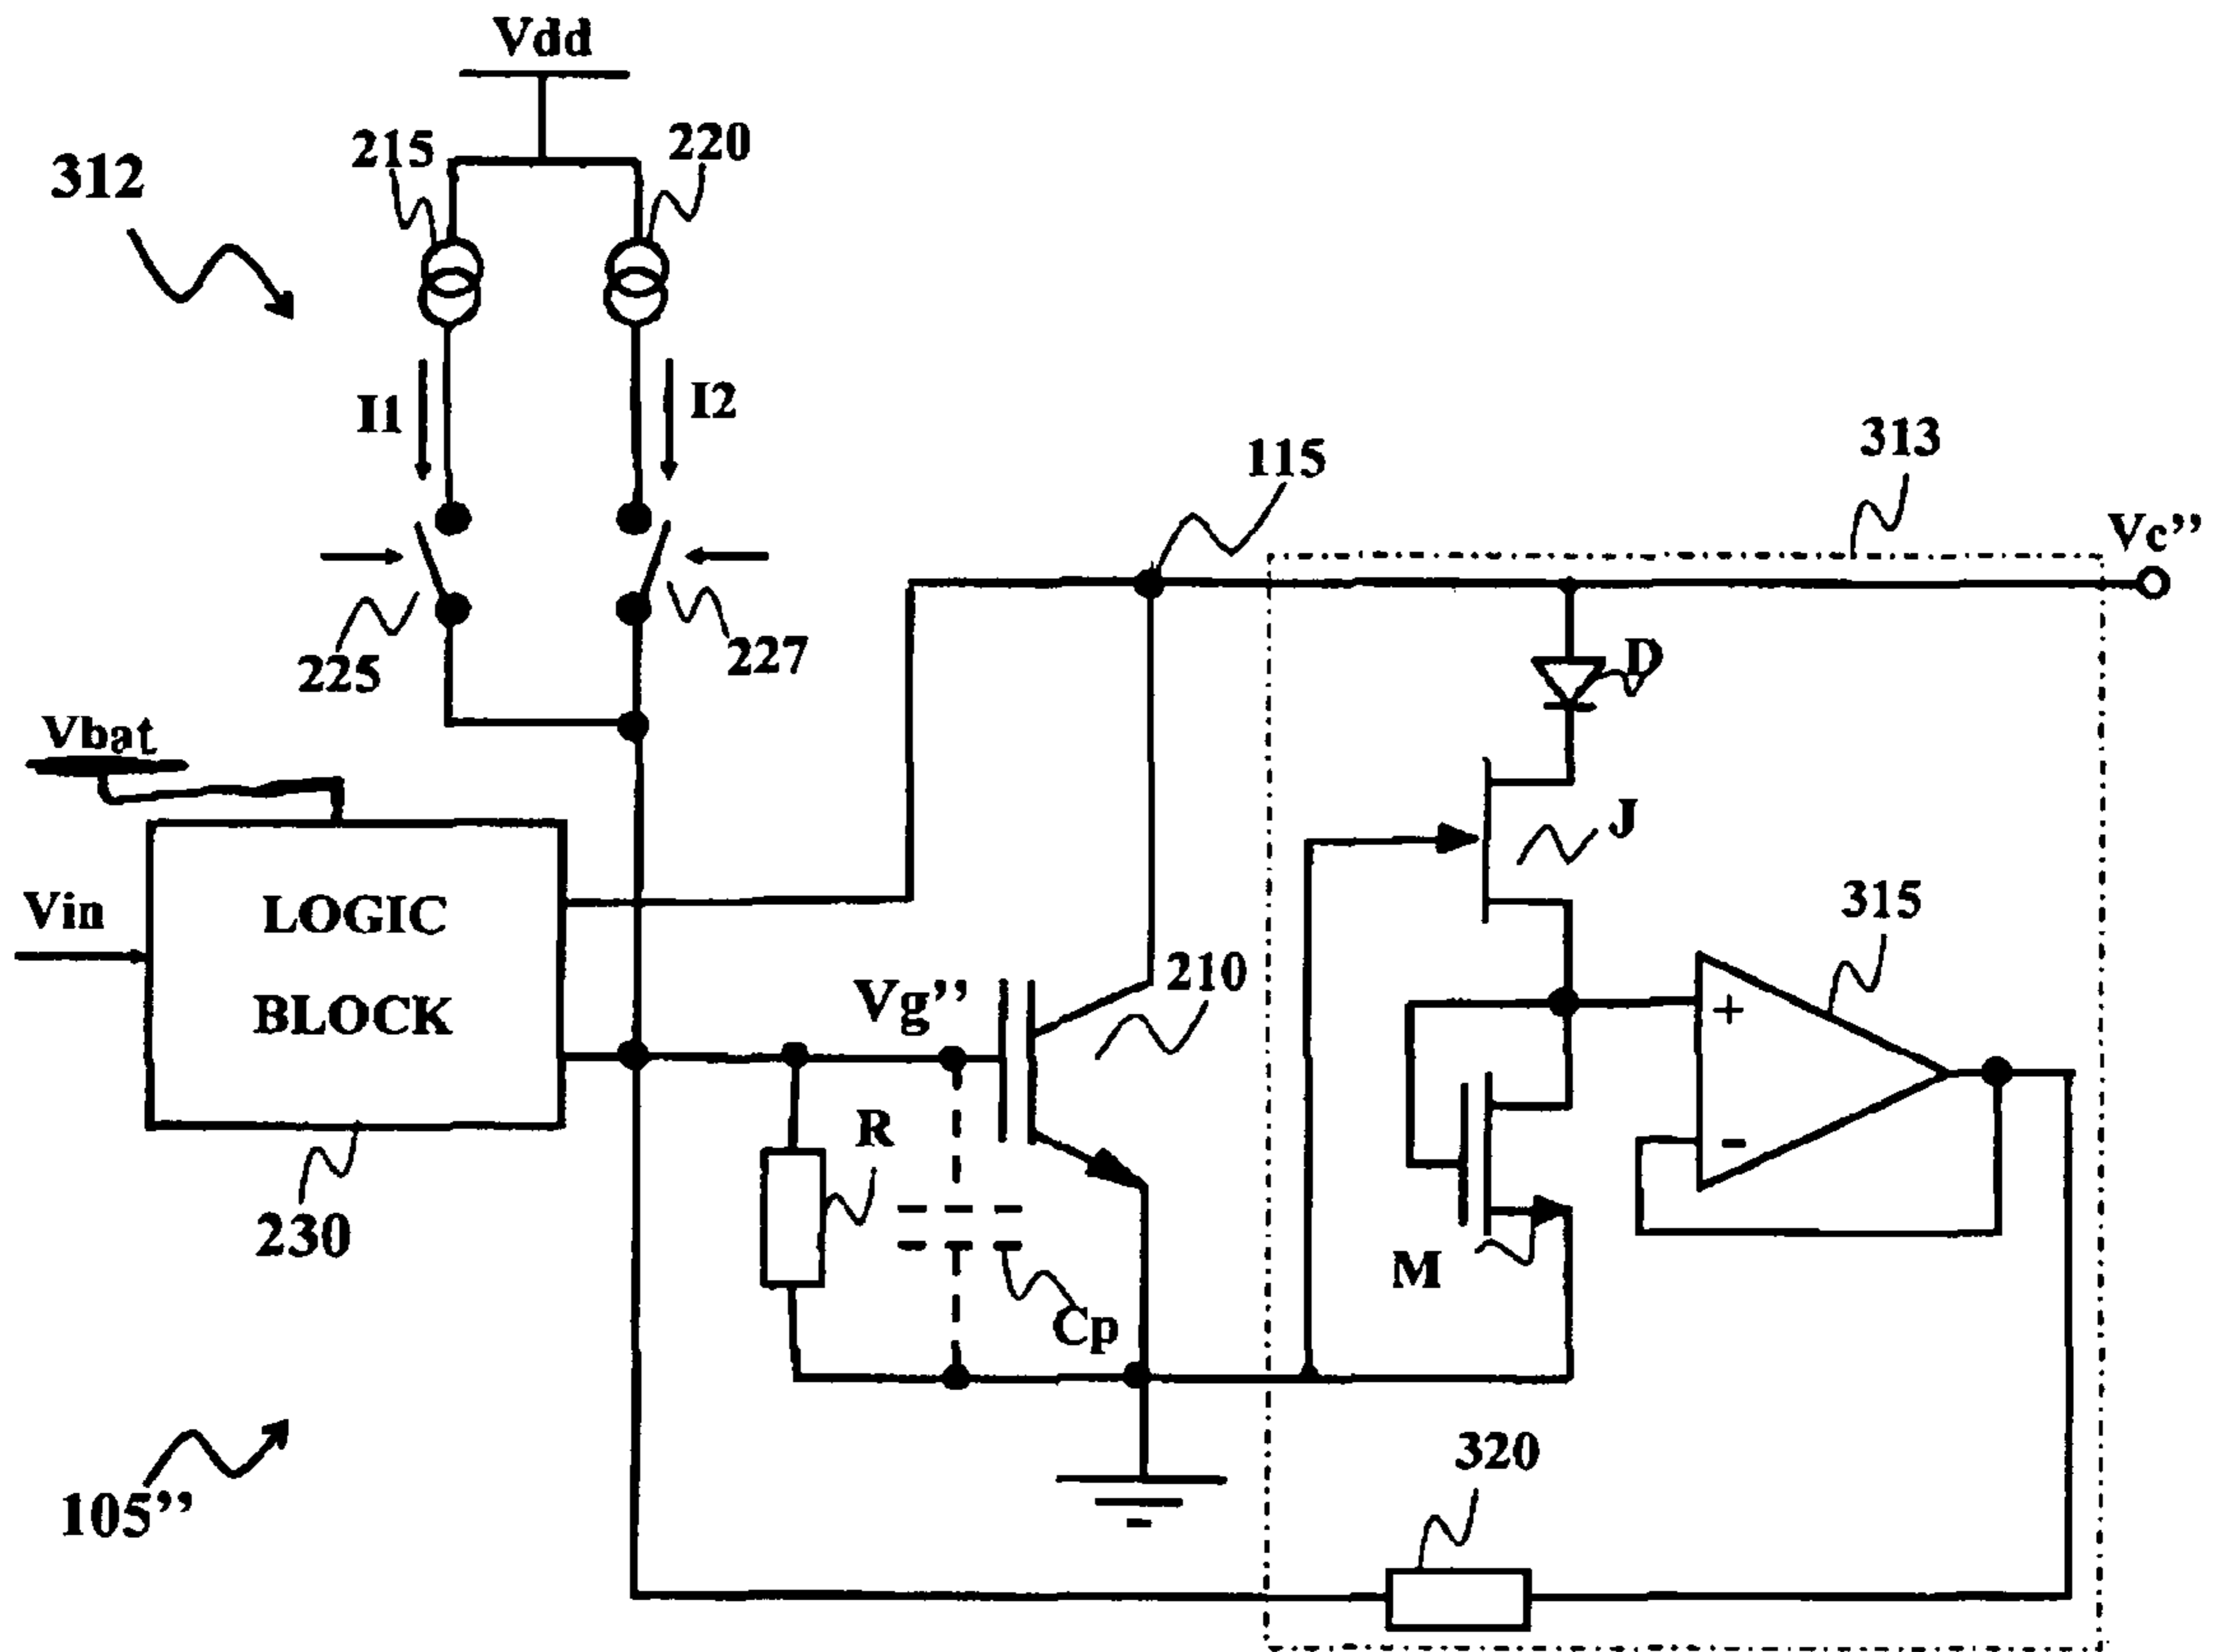 Vdd
215
220
312
I1
I2
115
313
Vc”
225
227
D
Vbat
J
Vin
LOGIC
BLOCK
315
210
Vg”
+
R
-
M
230
Cp
320
105”